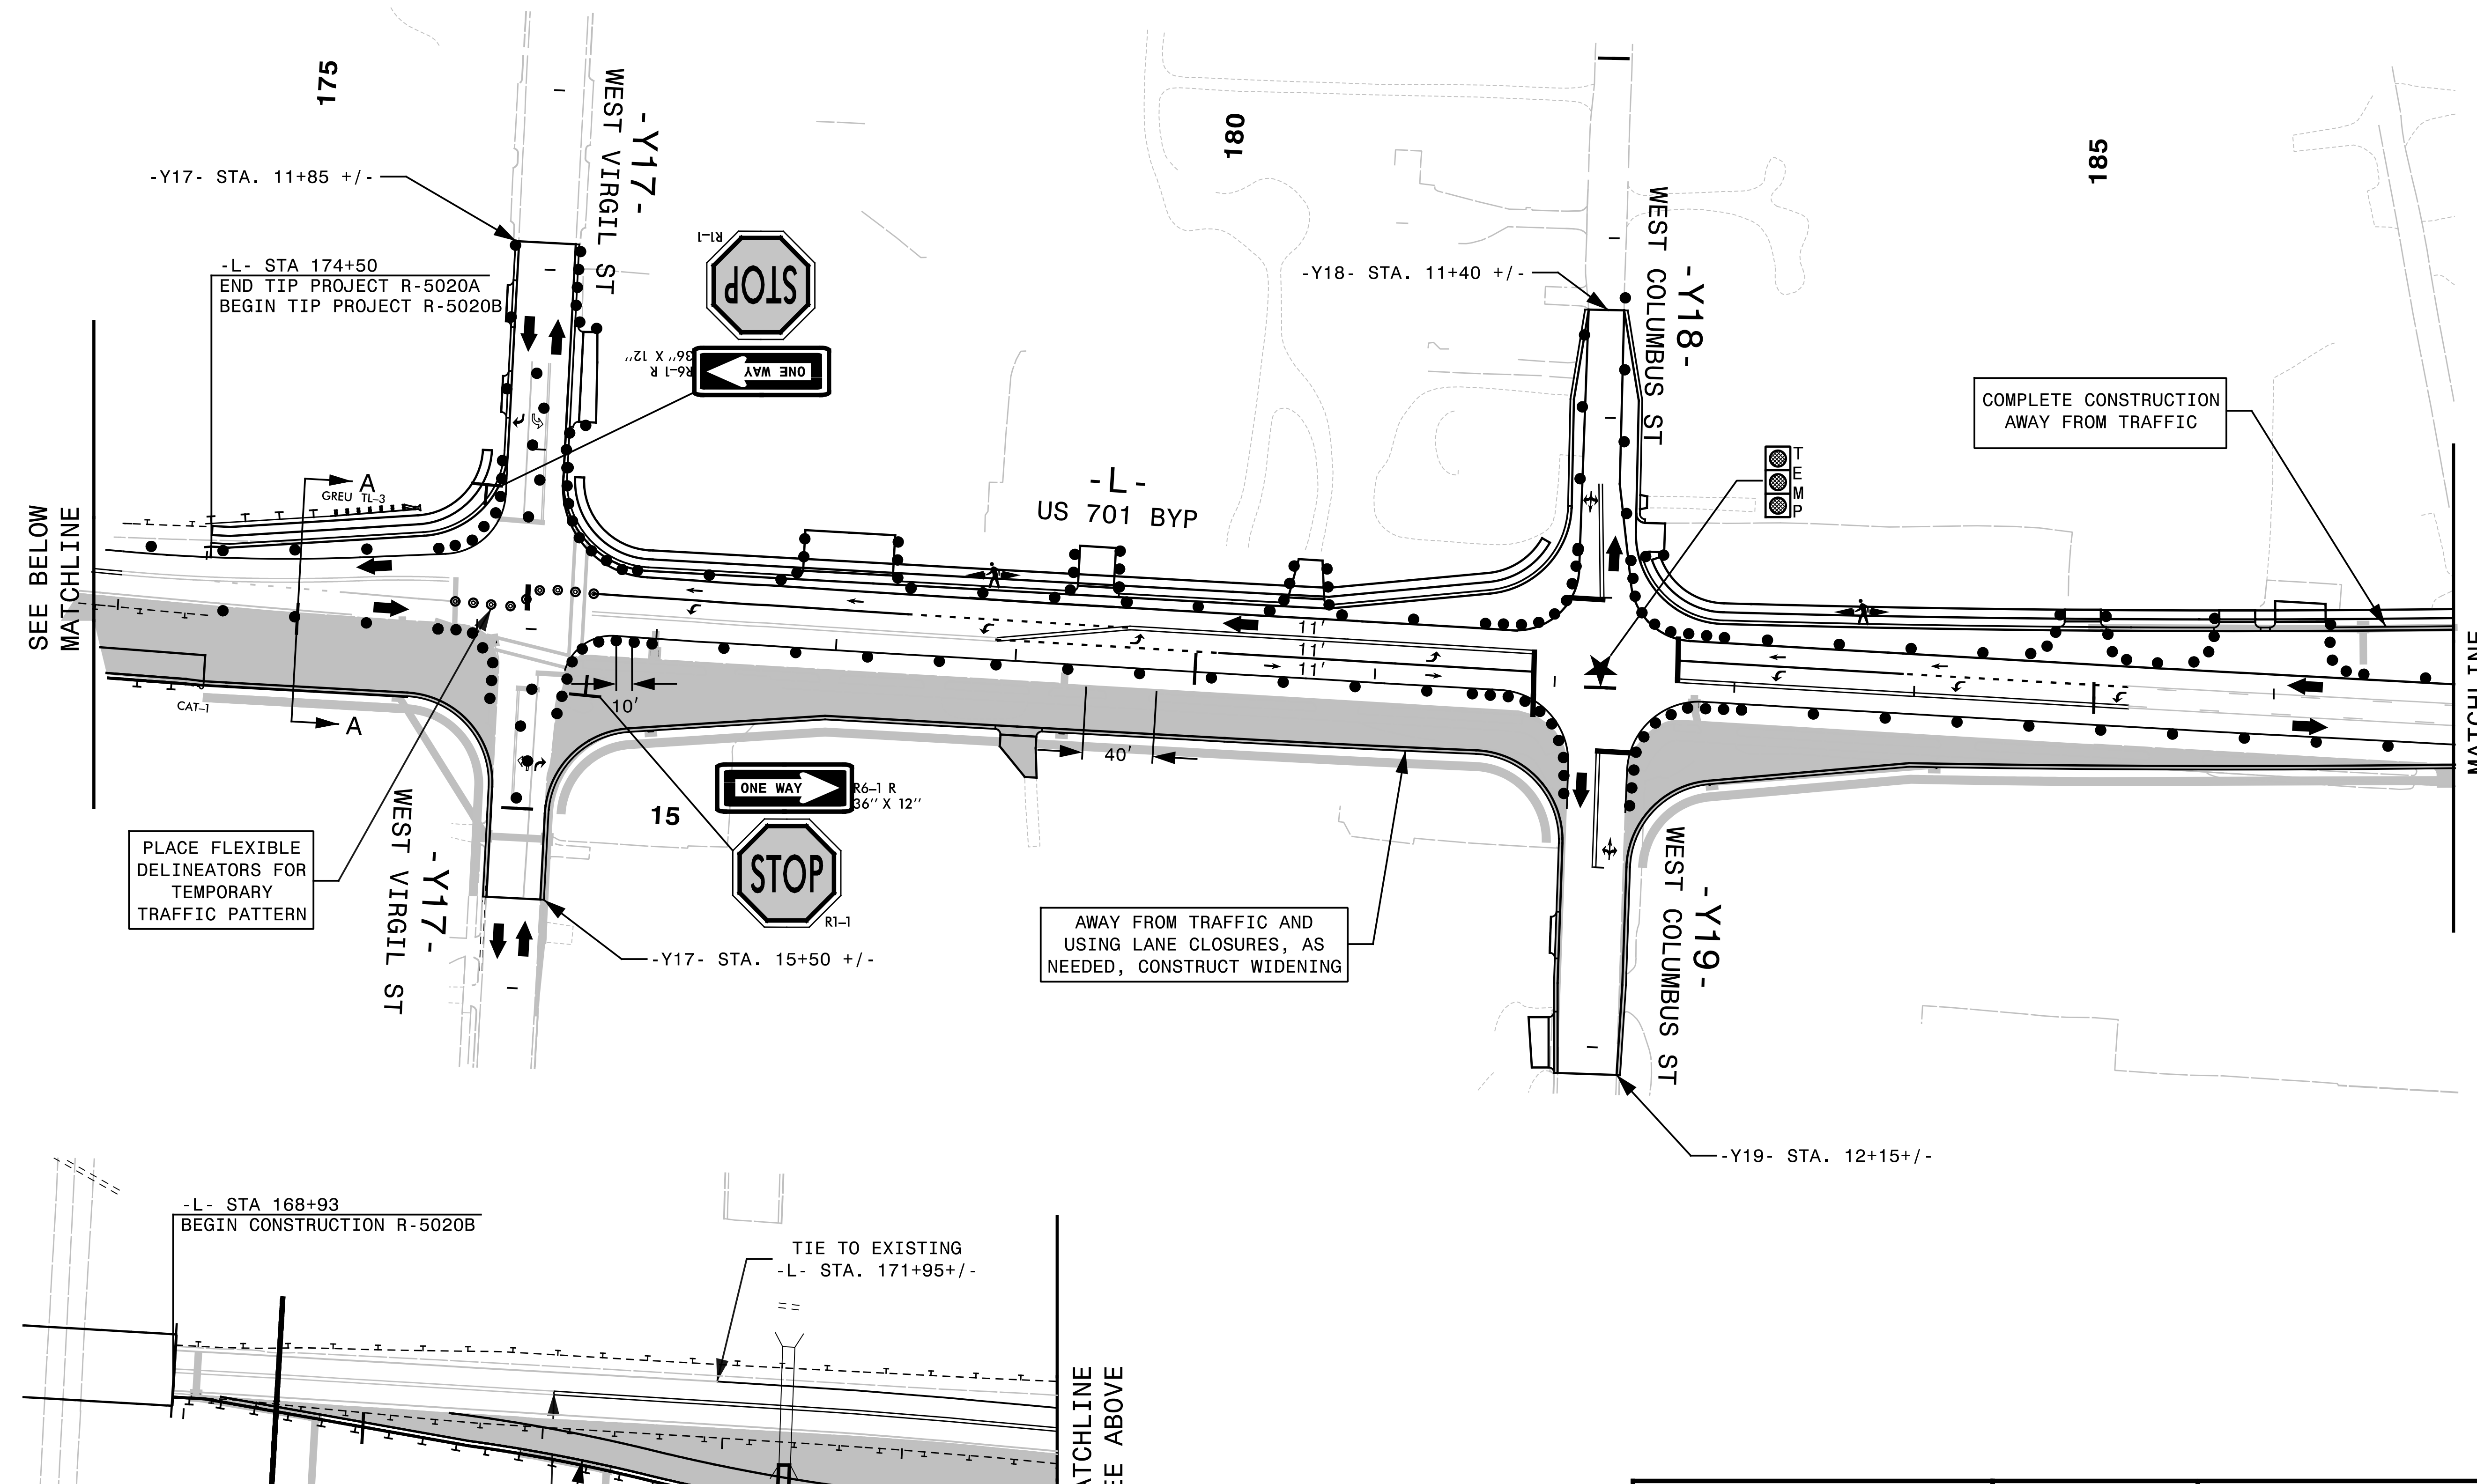 175
-Y17-
WEST VIRGIL ST
180
185
-Y17- STA. 11+85 +/-
-L- STA 174+50
END TIP PROJECT R-5020A
BEGIN TIP PROJECT R-5020B
R1-1
STOP
36'' X 12''
R6-1 R
ONE WAY
-Y18-
WEST COLUMBUS ST
-Y18- STA. 11+40 +/-
COMPLETE CONSTRUCTION
AWAY FROM TRAFFIC
T
E
M
P
A
GREU TL-3
-L-
US 701 BYP
SEE BELOW
MATCHLINE
11'
11'
11'
MATCHLINE
10'
CAT-1
A
40'
ONE WAY
R6-1 R
36'' X 12''
15
STOP
R1-1
PLACE FLEXIBLE
DELINEATORS FOR
TEMPORARY
TRAFFIC PATTERN
-Y17-
WEST VIRGIL ST
-Y17- STA. 15+50 +/-
AWAY FROM TRAFFIC AND
USING LANE CLOSURES, AS
NEEDED, CONSTRUCT WIDENING
-Y19-
WEST COLUMBUS ST
-Y19- STA. 12+15+/-
-L- STA 168+93
BEGIN CONSTRUCTION R-5020B
TIE TO EXISTING
-L- STA. 171+95+/-
ATCHLINE
EE ABOVE